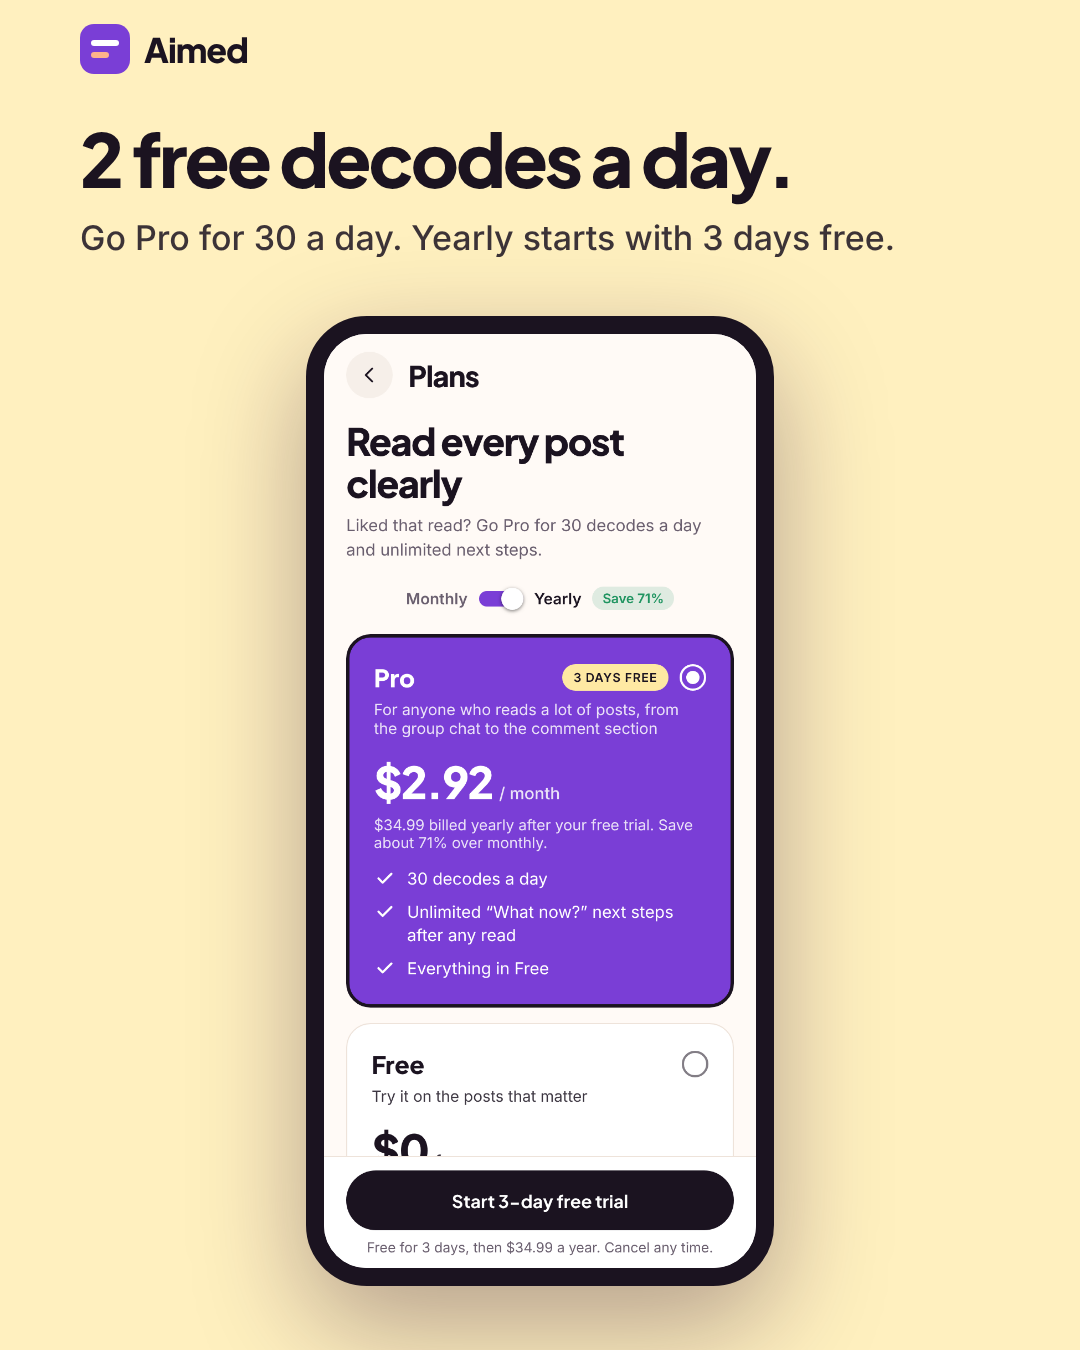 Aimed
2 free decodes a day.
Go Pro for 30 a day. Yearly starts with 3 days free.
Plans
Read every post
clearly
Liked that read? Go Pro for 30 decodes a day
and unlimited next steps.
Monthly Yearly Save 71%
Pro 3 DAYS FREE
For anyone who reads a lot of posts, from
the group chat to the comment section
$2.92 / month
$34.99 billed yearly after your free trial. Save
about 71% over monthly.
30 decodes a day
Unlimited “What now?” next steps
after any read
Everything in Free
Free
Try it on the posts that matter
$0
Start 3-day free trial
Free for 3 days, then $34.99 a year. Cancel any time.